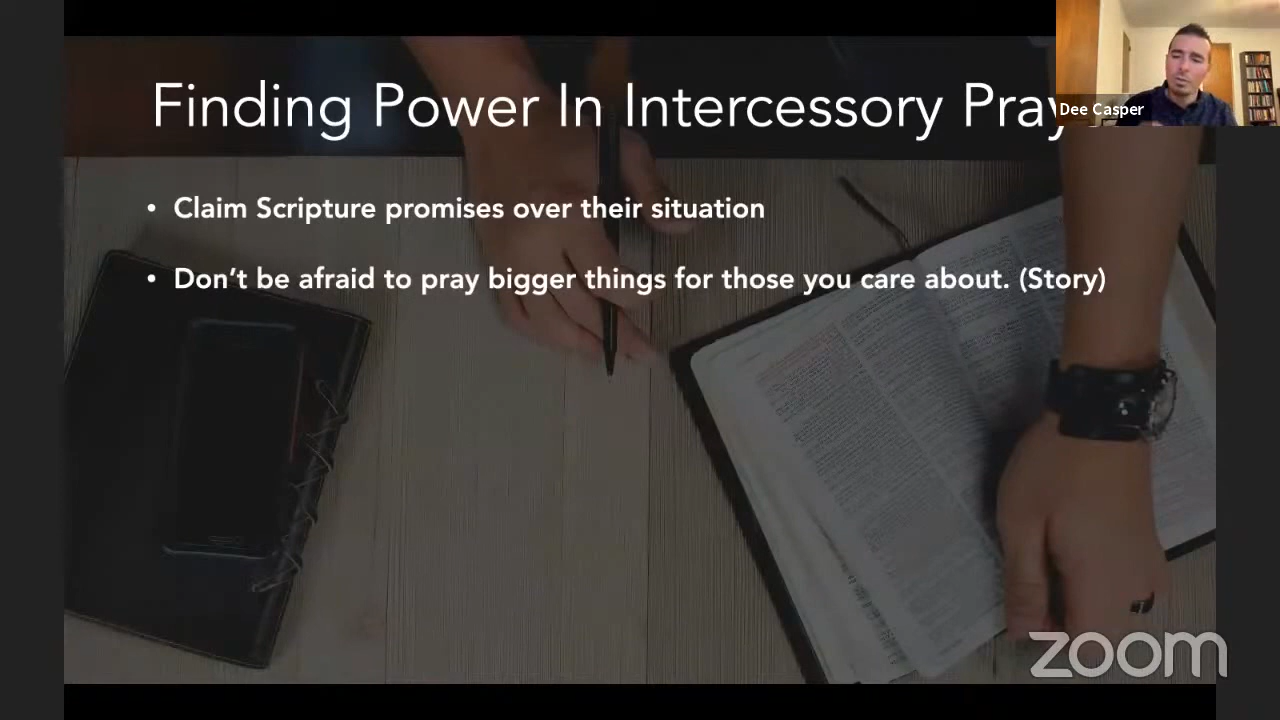 Finding Power In Intercessory Pray
Dee Casper
• Claim Scripture promises over their situation
• Don’t be afraid to pray bigger things for those you care about. (Story)
zoom